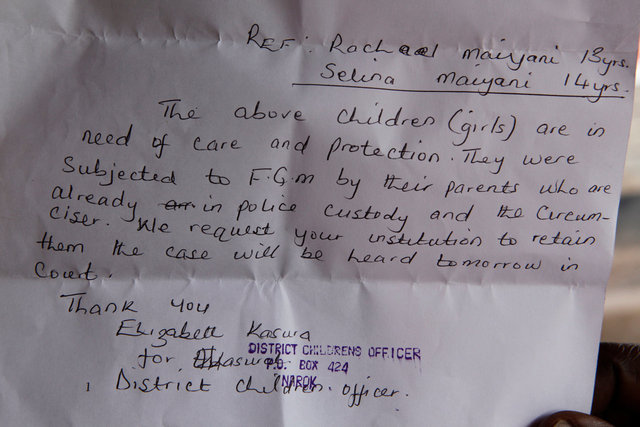 REF: Rachael maiyani 13yrs.
Selina maiyani 14yrs.
The above children (girls) are in
need of care and protection. They were
Subjected to F.G.m by their parents who are
already in police custody and the circum-
ciser. We request your institution to retain
them the case will be heard tomorrow in
Court.
Thank you
Elizabeth Kaswa
for
DISTRICT CHILDRENS OFFICER
P.O. BOX 424
NAROK
District children officer.